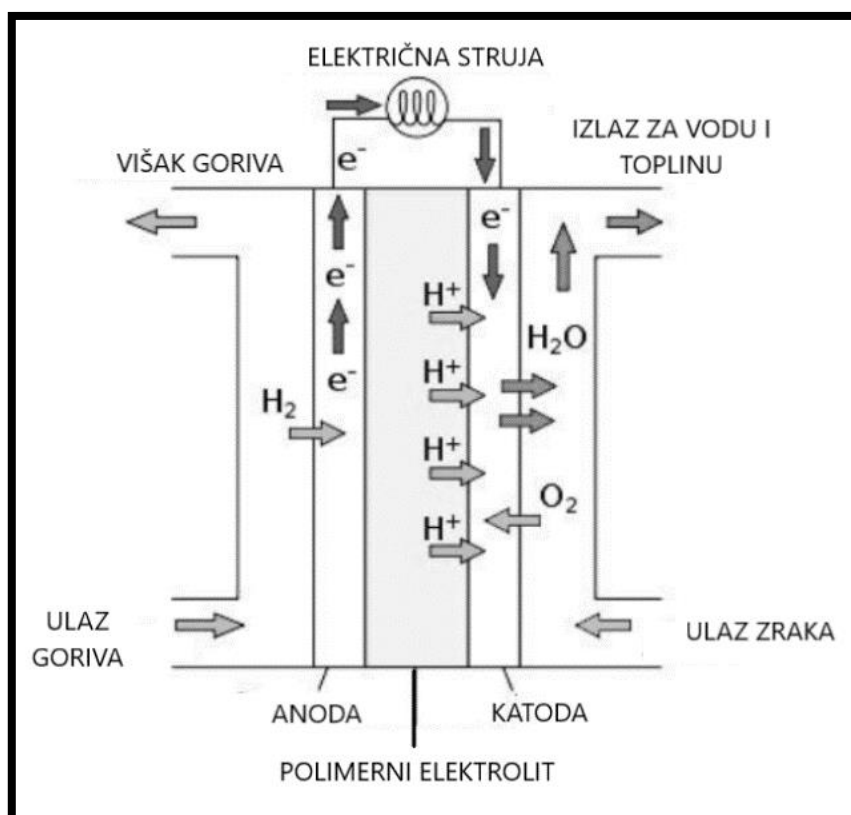 ELEKTRIČNA STRUJA
IZLAZ ZA VODU I
TOPLINU
VIŠAK GORIVA
e-
e-
e-
e-
H+
H2O
H+
H2
H+
O2
H+
ULAZ
GORIVA
ULAZ ZRAKA
ANODA
KATODA
POLIMERNI ELEKTROLIT